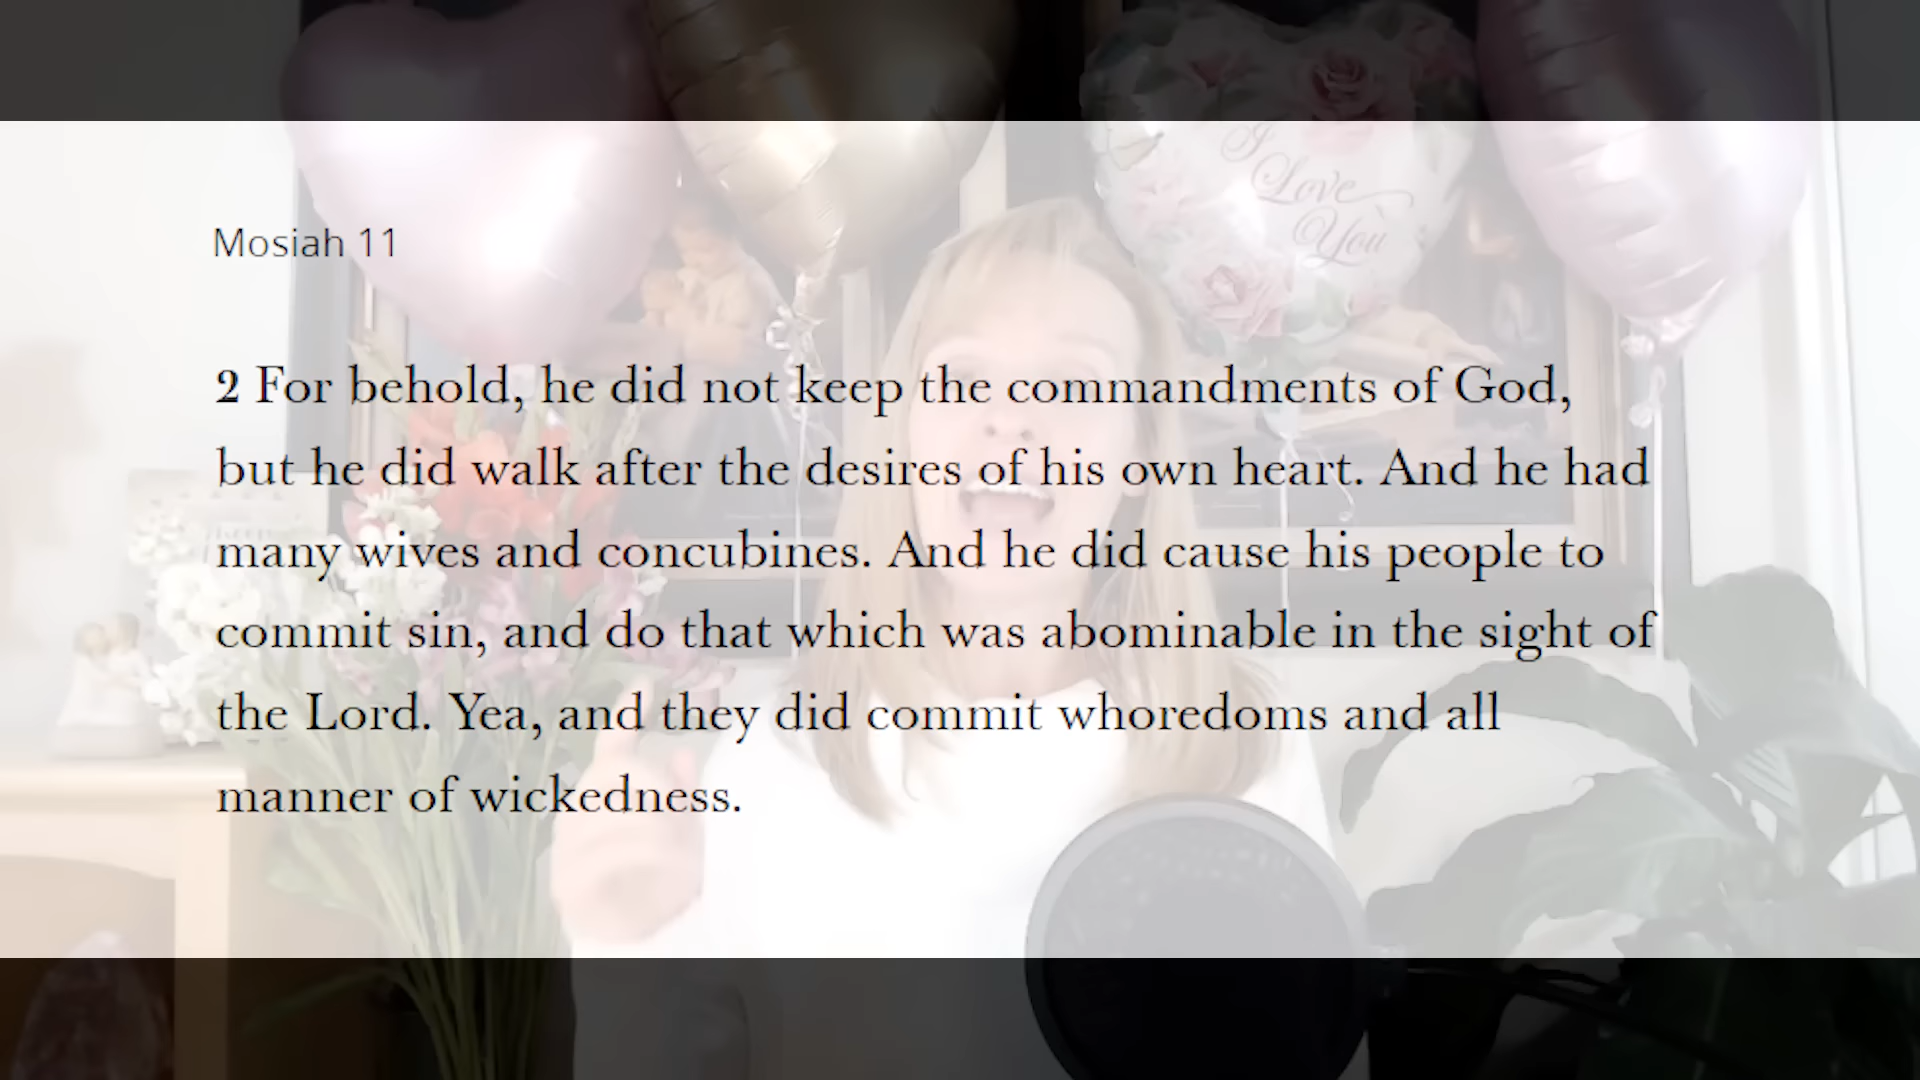 I
Love
You
Mosiah 11
2 For behold, he did not keep the commandments of God,
but he did walk after the desires of his own heart. And he had
many wives and concubines. And he did cause his people to
commit sin, and do that which was abominable in the sight of
the Lord. Yea, and they did commit whoredoms and all
manner of wickedness.